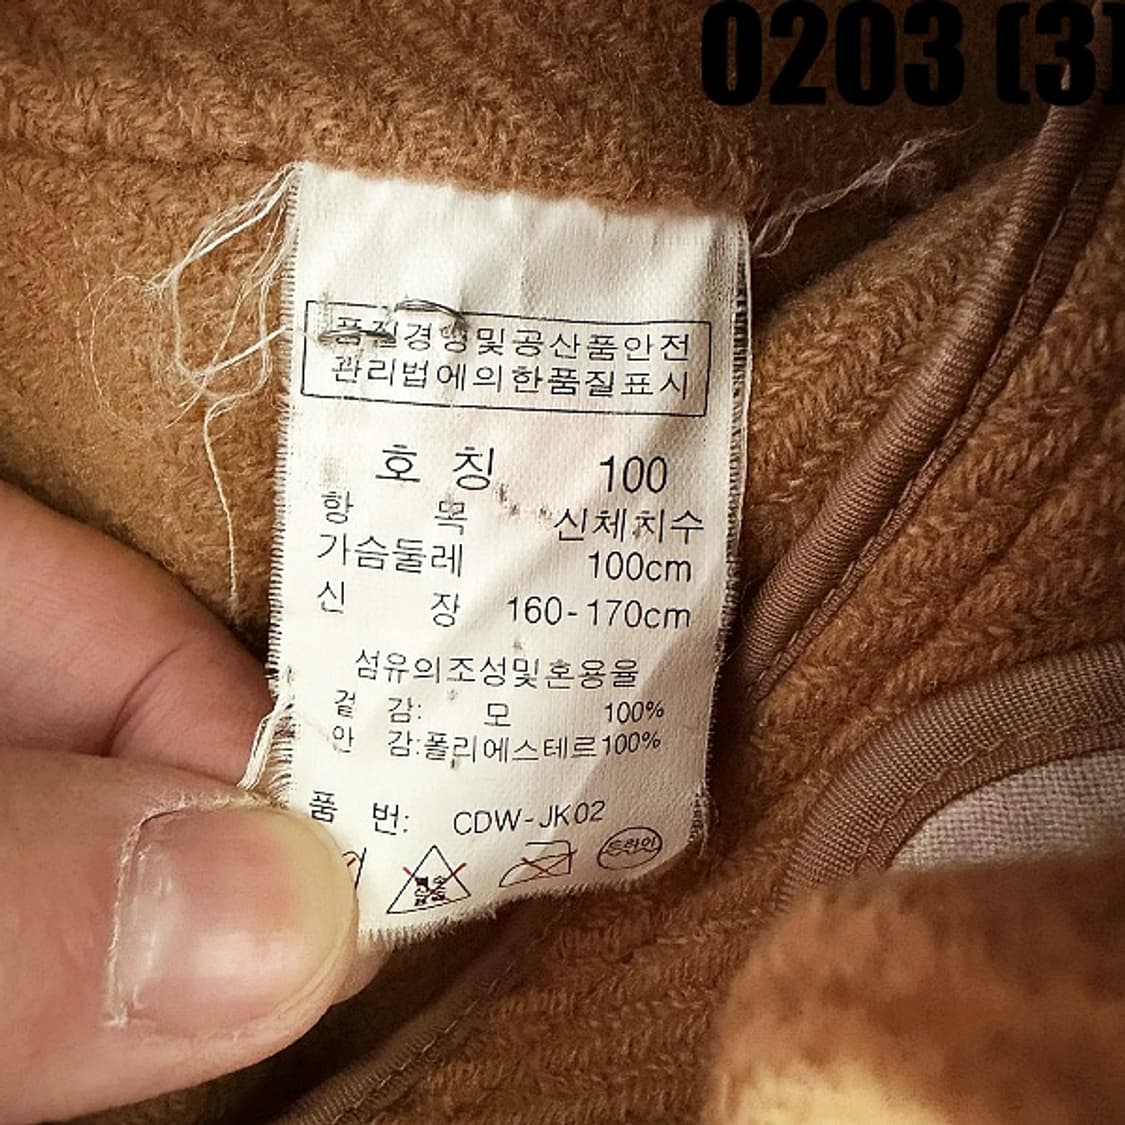 0203 (3)
품질경영및공산품안전
관리법에의한품질표시
호 칭 100
항 목 신체치수
가슴둘레 100cm
신 장 160-170cm
섬유의조성및혼용율
겉 감: 모 100%
안 감:폴리에스테르100%
품 번: CDW-JK02
드라이